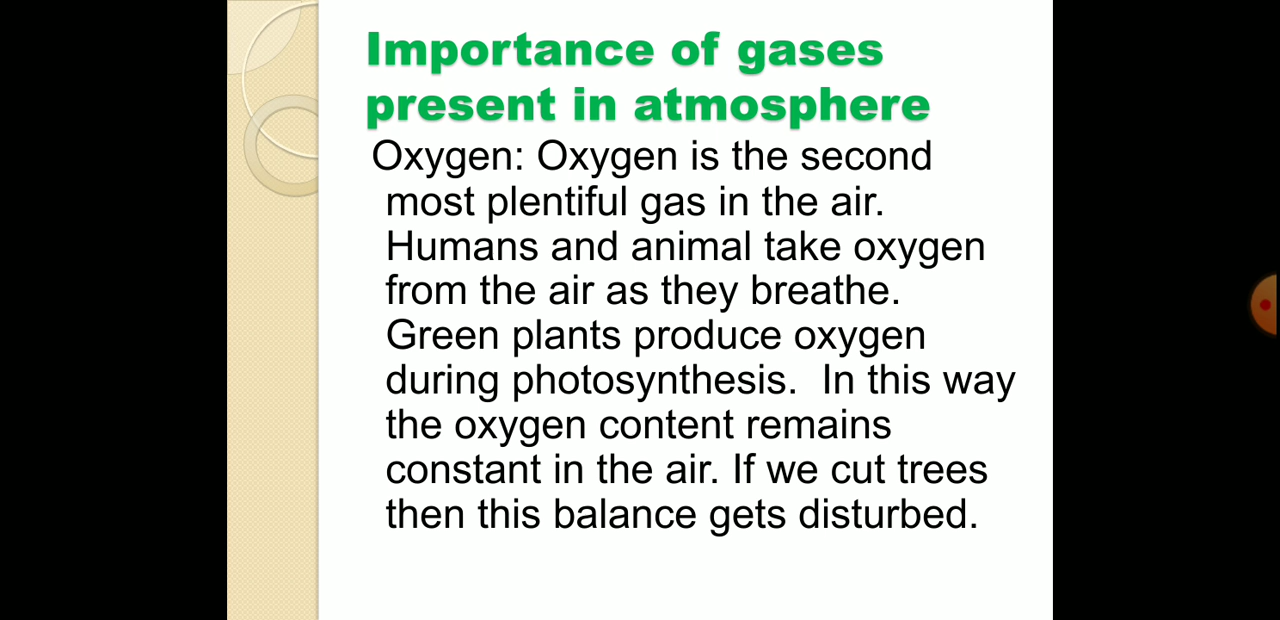 Importance of gases
present in atmosphere
Oxygen: Oxygen is the second
most plentiful gas in the air.
Humans and animal take oxygen
from the air as they breathe.
Green plants produce oxygen
during photosynthesis.  In this way
the oxygen content remains
constant in the air. If we cut trees
then this balance gets disturbed.